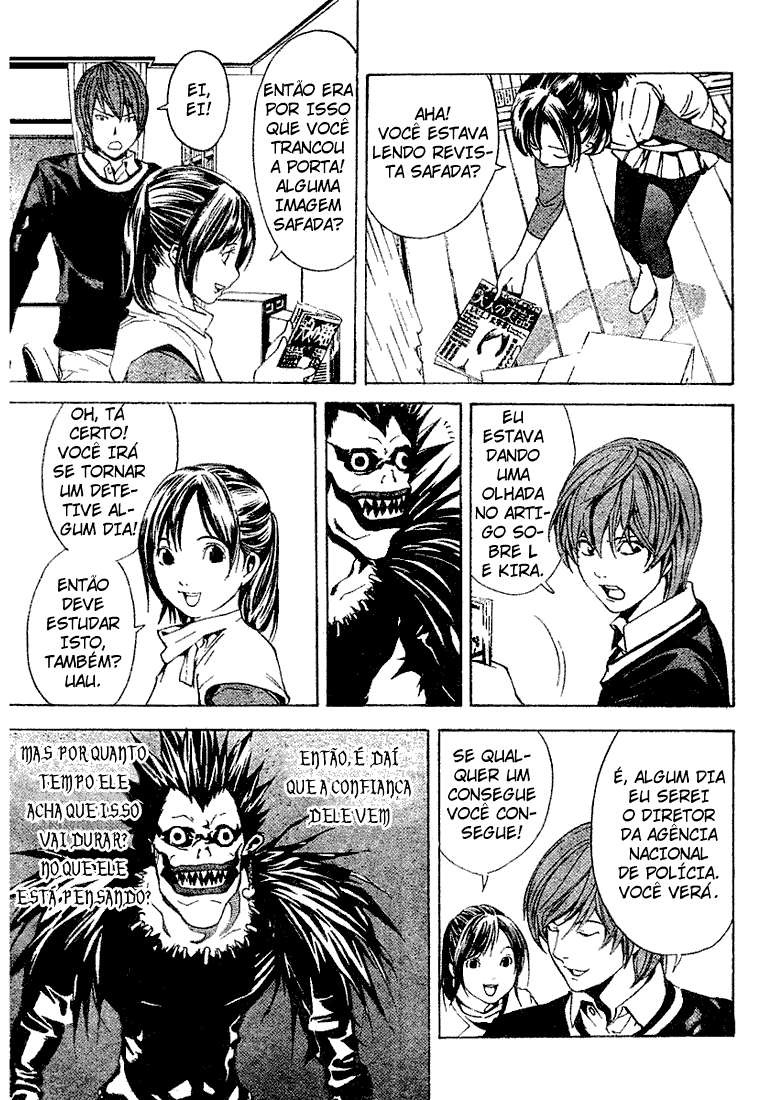 AHA!
VOCÊ ESTAVA
LENDO REVIS-
TA SAFADA?
ENTÃO ERA
POR ISSO
QUE VOCÊ
TRANCOU
A PORTA!
ALGUMA
IMAGEM
SAFADA?
EI,
EI!
EU
ESTAVA
DANDO
UMA
OLHADA
NO ARTI-
GO SO-
BRE L
E KIRA.
OH, TÁ
CERTO!
VOCÊ IRÁ
SE TORNAR
UM DETE-
TIVE AL-
GUM DIA!
ENTÃO
DEVE
ESTUDAR
ISTO,
TAMBÉM?
UAU.
É, ALGUM DIA
EU SEREI
O DIRETOR
DA AGÊNCIA
NACIONAL
DE POLÍCIA.
VOCÊ VERÁ.
SE QUAL-
QUER UM
CONSEGUE
VOCÊ CON-
SEGUE!
ENTÃO, É DAÍ
QUE A CONFIANÇA
DELE VEM
MAS POR QUANTO
TEMPO ELE
ACHA QUE ISSO
VAI DURAR?
NO QUE ELE
ESTÁ PENSANDO?